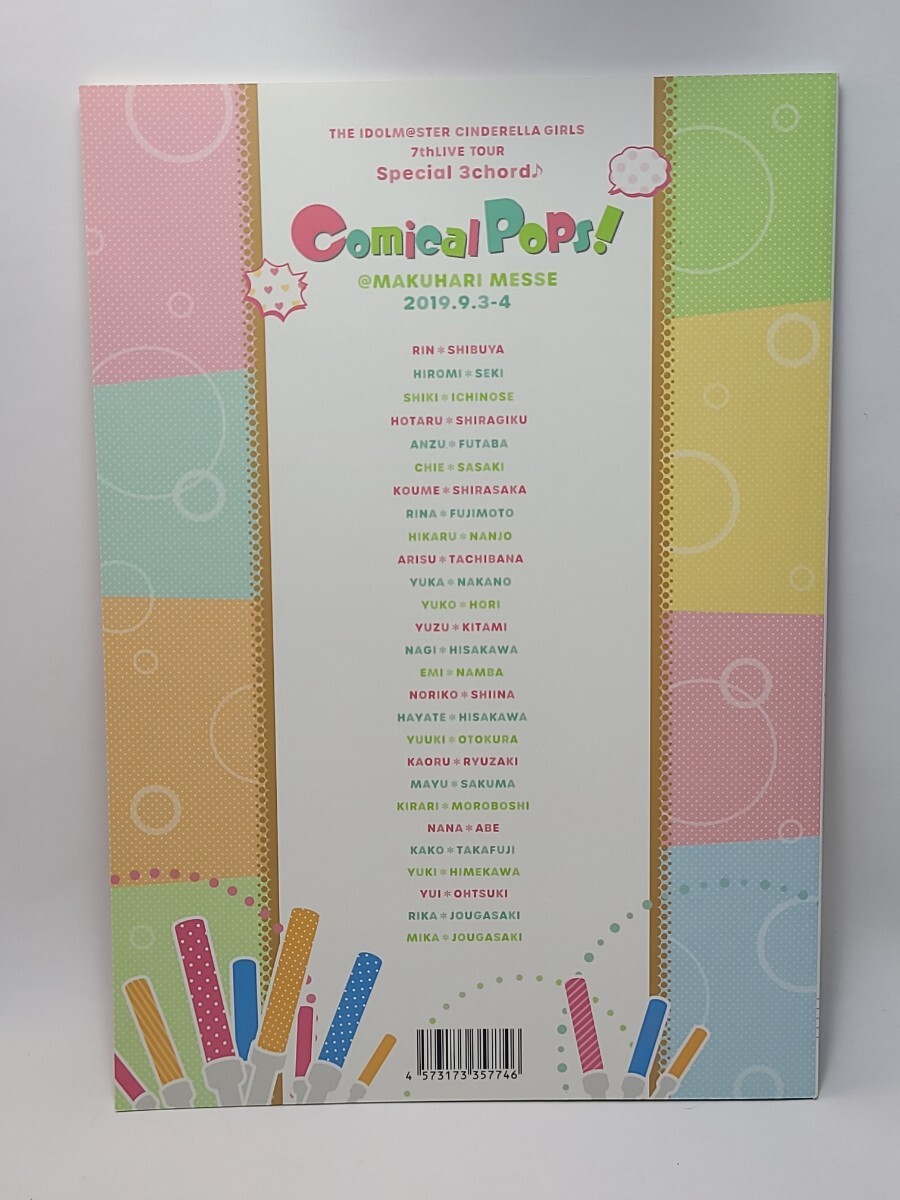 THE IDOLM@STER CINDERELLA GIRLS
7thLIVE TOUR
Special 3chord♪
Comical Pops!
@MAKUHARI MESSE
2019.9.3-4
RIN＊SHIBUYA
HIROMI＊SEKI
SHIKI＊ICHINOSE
HOTARU＊SHIRAGIKU
ANZU＊FUTABA
CHIE＊SASAKI
KOUME＊SHIRASAKA
RINA＊FUJIMOTO
HIKARU＊NANJO
ARISU＊TACHIBANA
YUKA＊NAKANO
YUKO＊HORI
YUZU＊KITAMI
NAGI＊HISAKAWA
EMI＊NAMBA
NORIKO＊SHIINA
HAYATE＊HISAKAWA
YUUKI＊OTOKURA
KAORU＊RYUZAKI
MAYU＊SAKUMA
KIRARI＊MOROBOSHI
NANA＊ABE
KAKO＊TAKAFUJI
YUKI＊HIMEKAWA
YUI＊OHTSUKI
RIKA＊JOUGASAKI
MIKA＊JOUGASAKI
4 573173 357746